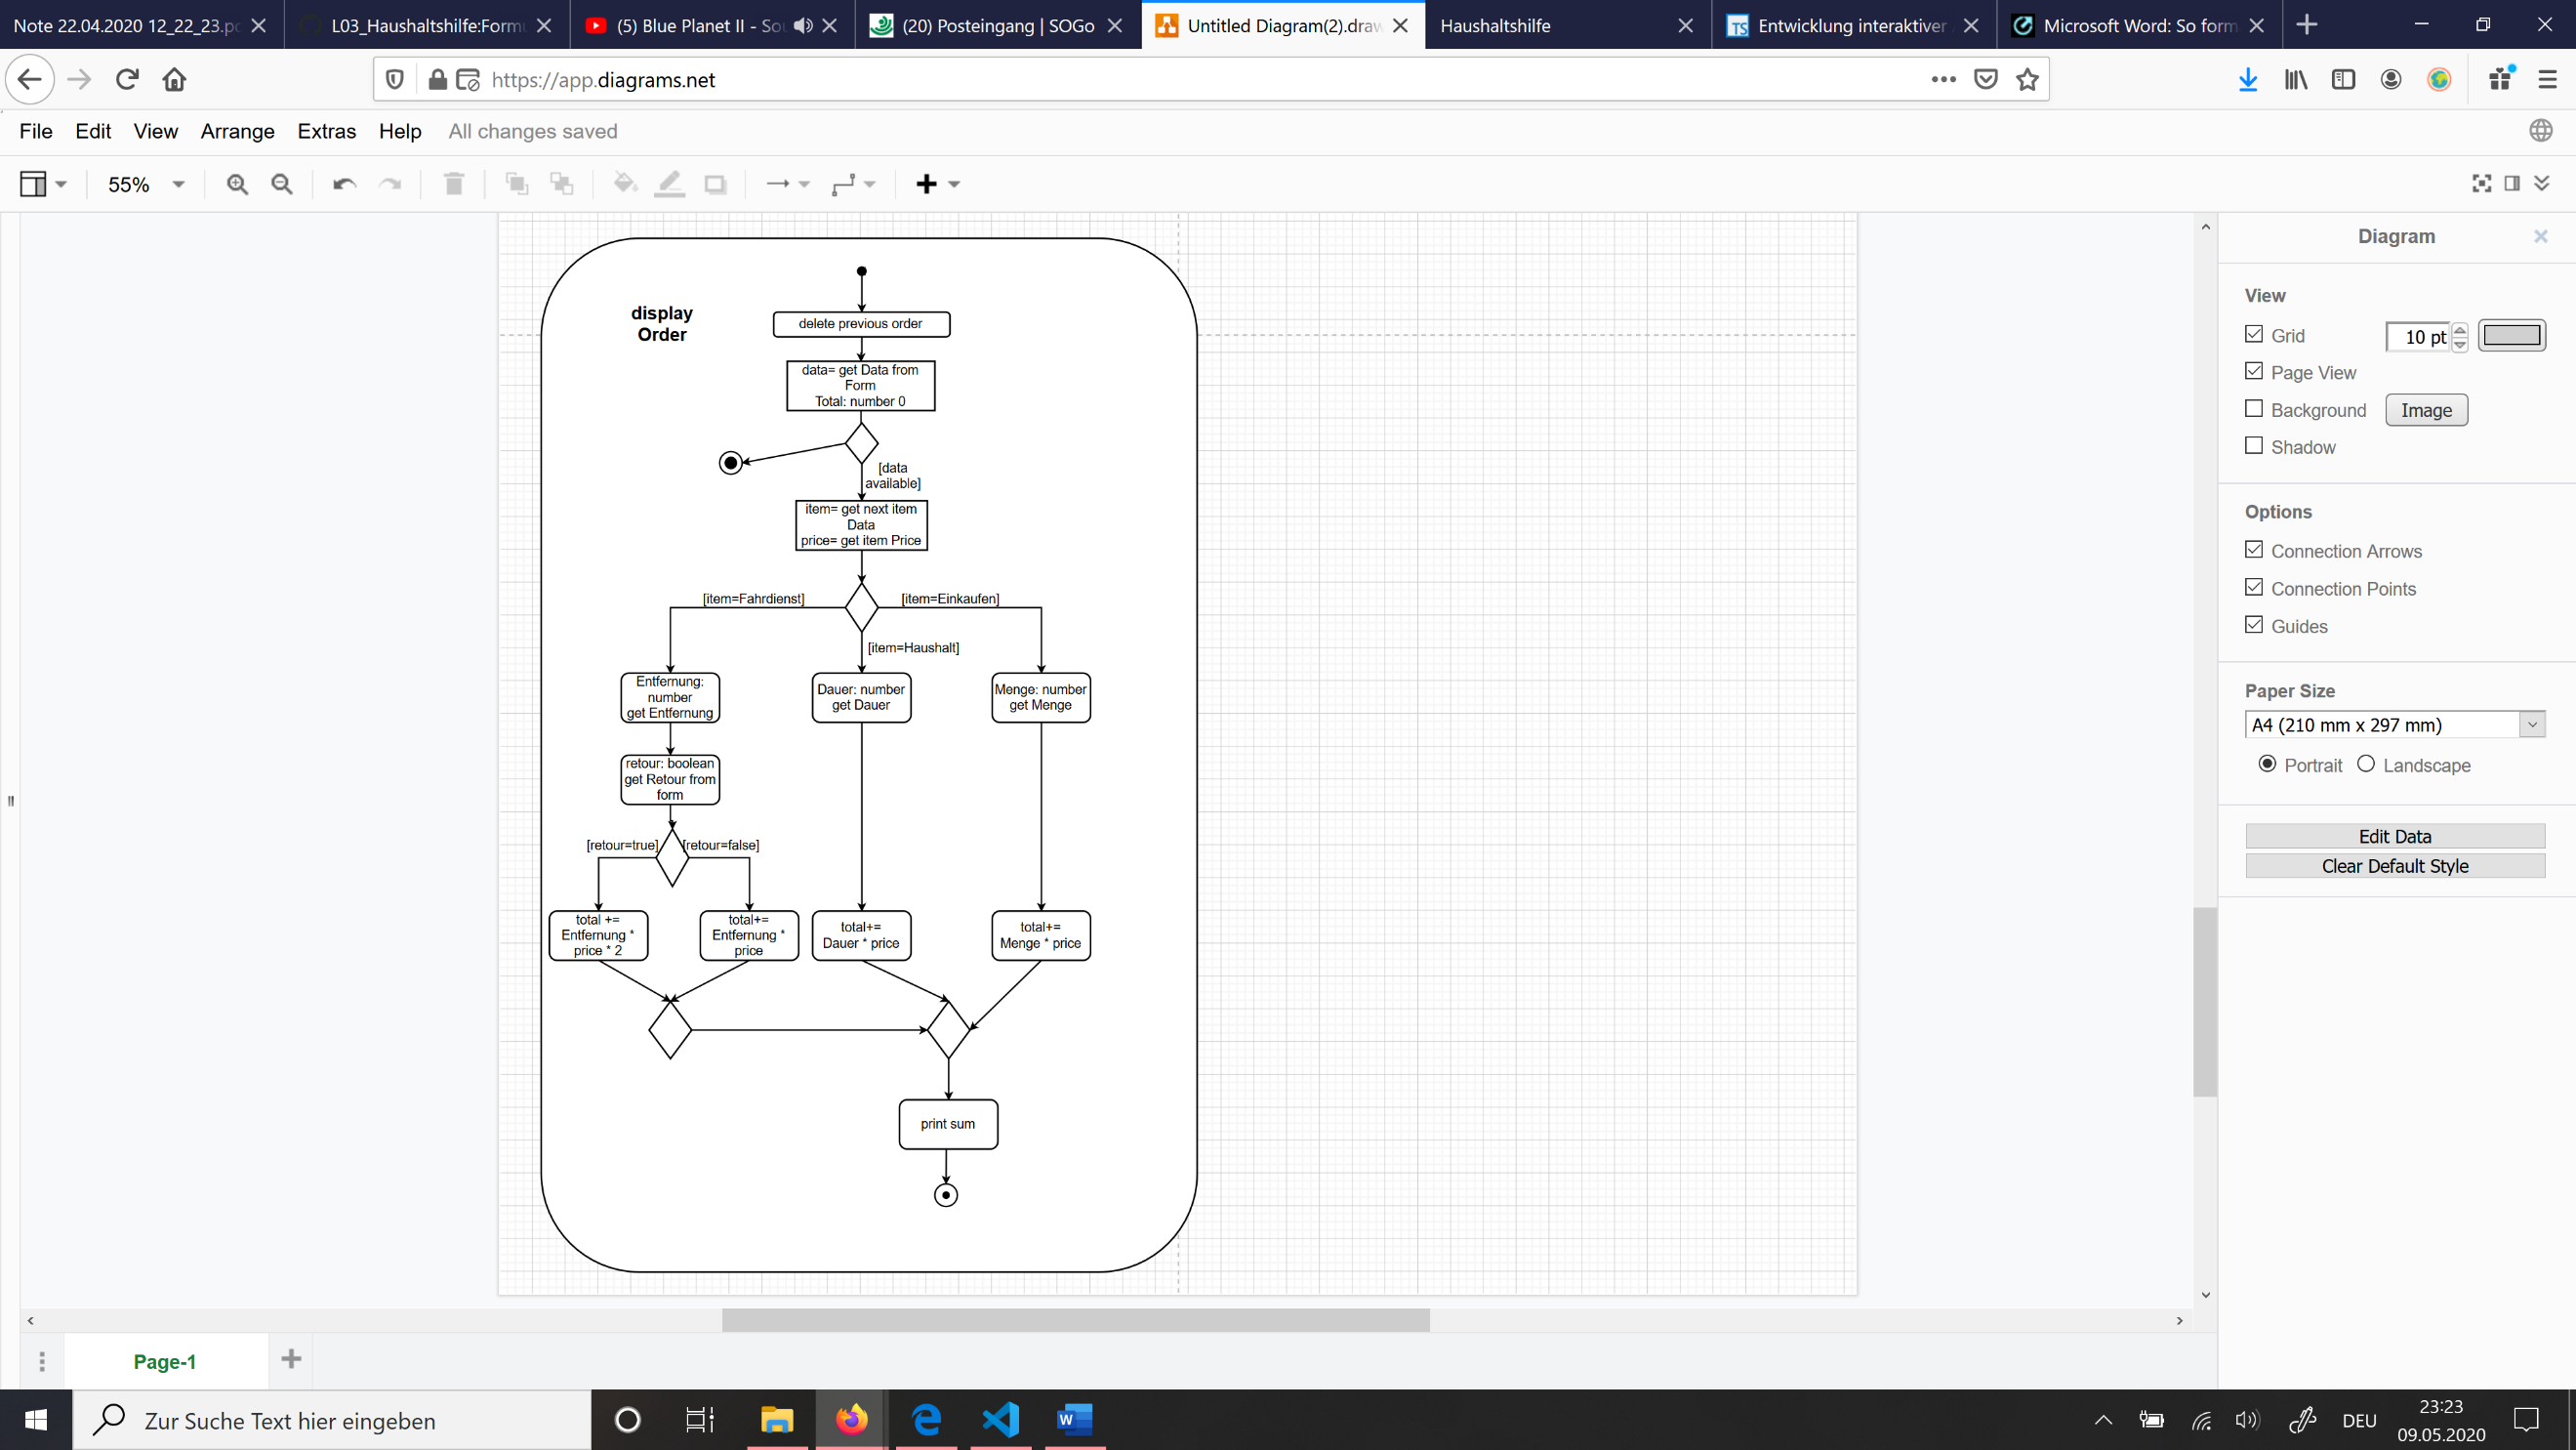 Note 22.04.2020 12_22_23.pd
L03_Haushaltshilfe:Formu
(5) Blue Planet II - Sou
(20) Posteingang | SOGo
Untitled Diagram(2).draw
Haushaltshilfe
Entwicklung interaktiver
Microsoft Word: So form
https://app.diagrams.net
File Edit View Arrange Extras Help All changes saved
55%
display
Order
delete previous order
data= get Data from
Form
Total: number 0
[data
available]
item= get next item
Data
price= get item Price
[item=Fahrdienst]
[item=Einkaufen]
[item=Haushalt]
Entfernung:
number
get Entfernung
Dauer: number
get Dauer
Menge: number
get Menge
retour: boolean
get Retour from
form
[retour=true]
[retour=false]
total +=
Entfernung *
price * 2
total+=
Entfernung *
price
total+=
Dauer * price
total+=
Menge * price
print sum
Diagram
View
Grid
10 pt
Page View
Background
Image
Shadow
Options
Connection Arrows
Connection Points
Guides
Paper Size
A4 (210 mm x 297 mm)
Portrait
Landscape
Edit Data
Clear Default Style
Page-1
Zur Suche Text hier eingeben
DEU
23:23
09.05.2020